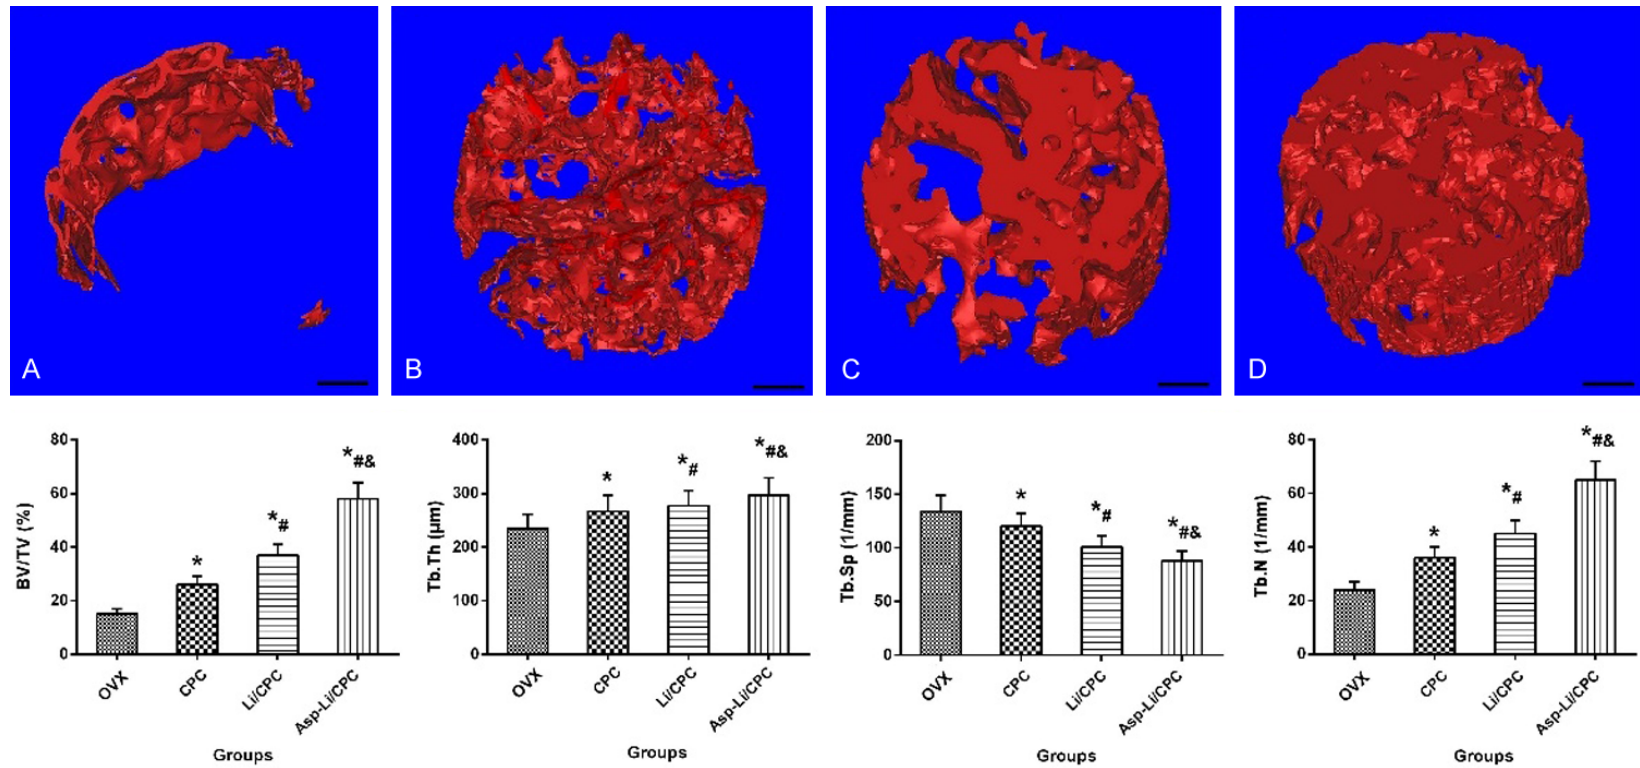 A
B
C
D
BV/TV (%)
80
60
40
20
0
*
*#
*#&
OVX
CPC
Li/CPC
Asp-Li/CPC
Groups
Tb.Th (μm)
400
300
200
100
0
*
*#
*#&
OVX
CPC
Li/CPC
Asp-Li/CPC
Groups
Tb.Sp (1/mm)
200
150
100
50
0
*
*#
*#&
OVX
CPC
Li/CPC
Asp-Li/CPC
Groups
Tb.N (1/mm)
80
60
40
20
0
*
*#
*#&
OVX
CPC
Li/CPC
Asp-Li/CPC
Groups